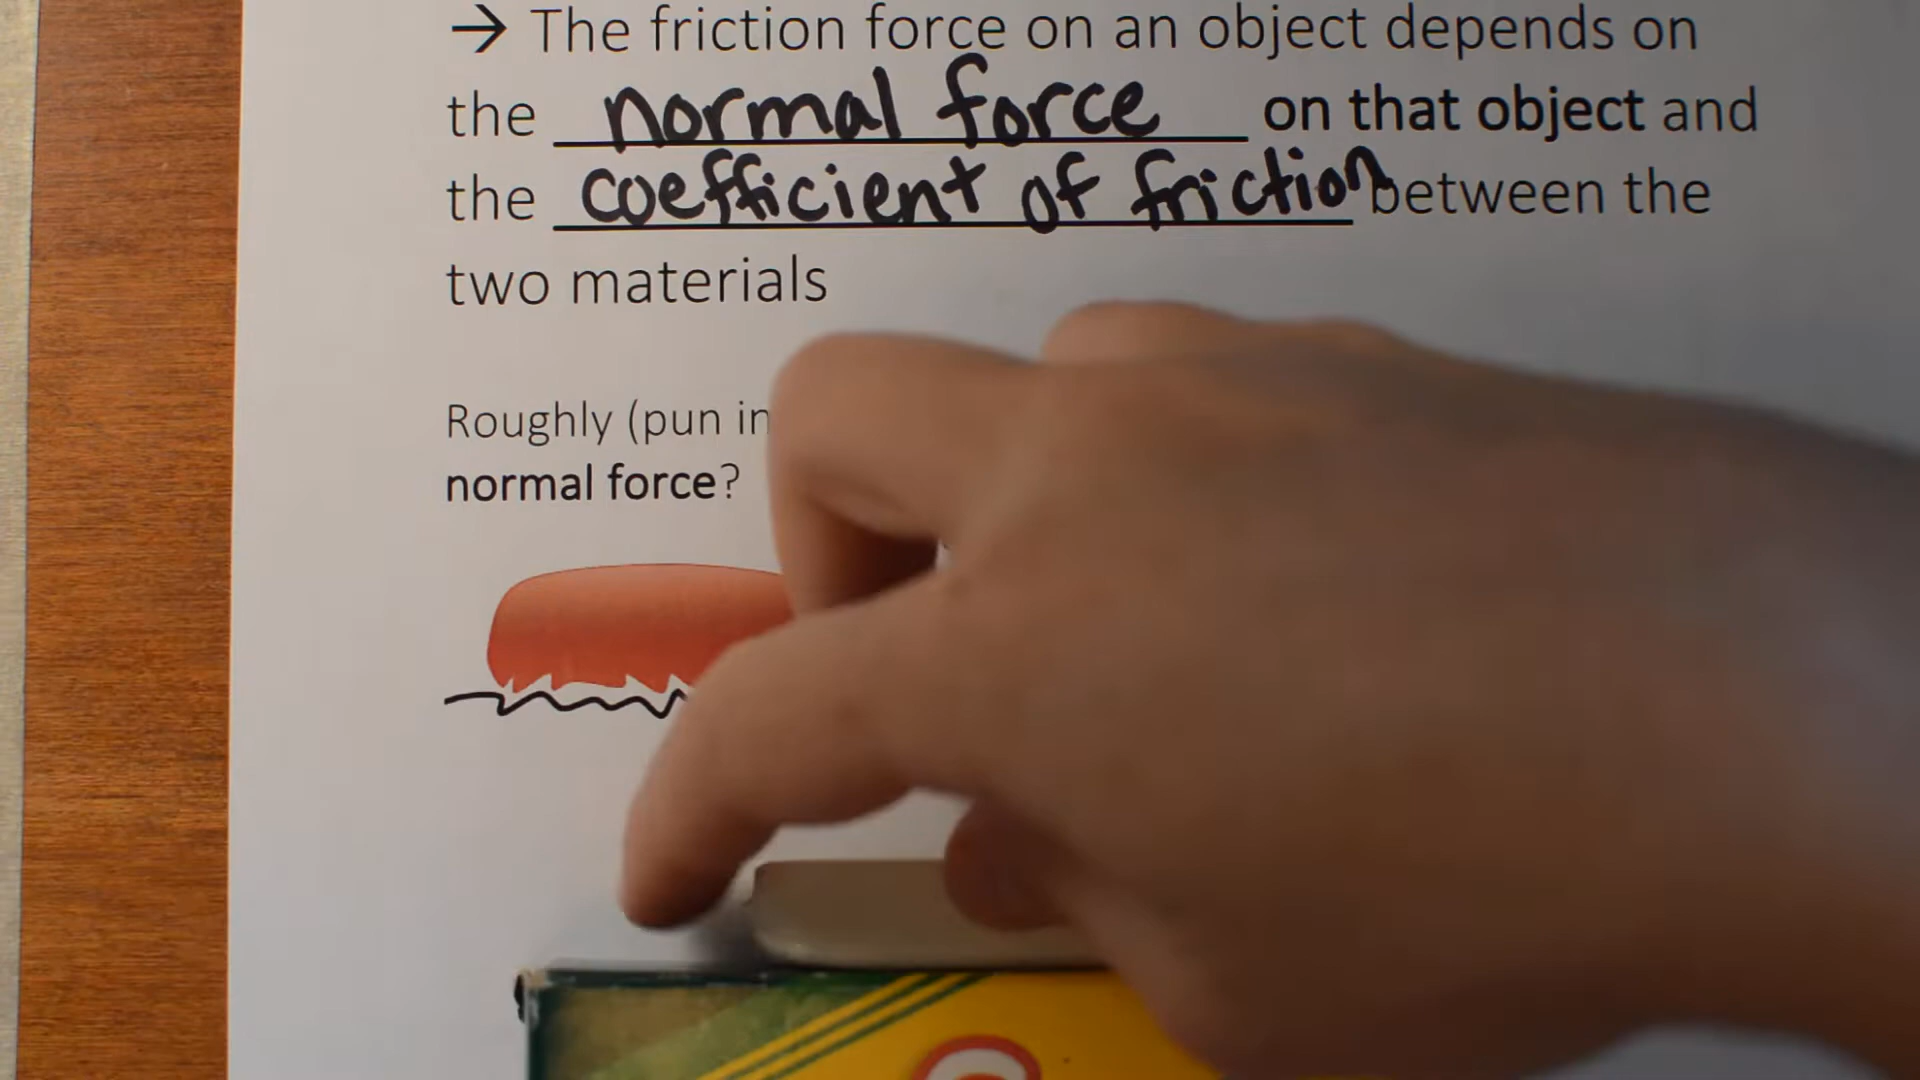 → The friction force on an object depends on
the normal force on that object and
the coefficient of friction between the
two materials
Roughly (pun in
normal force?